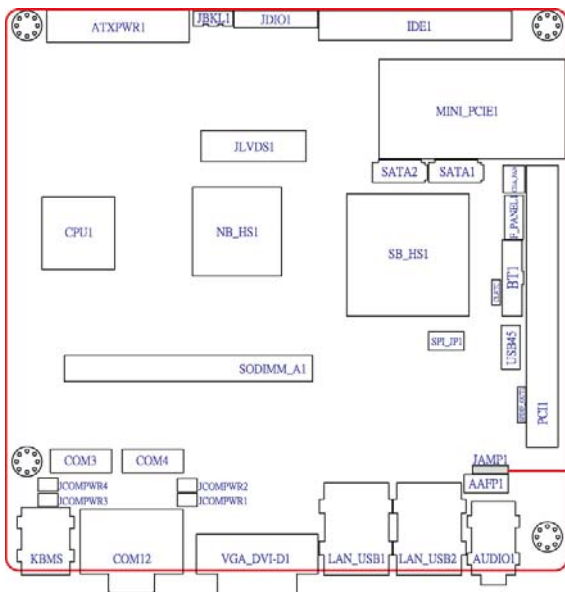 ATXPWR1
JBKL1
JDIO1
IDE1
MINI_PCIE1
JLVDS1
SATA2
SATA1
F_PANEL1
CPU1
NB_HS1
SB_HS1
BT1
SPI_JP1
USB45
SODIMM_A1
PCI1
COM3
COM4
JAMP1
AAFP1
JCOMPWR4
JCOMPWR2
JCOMPWR3
JCOMPWR1
KBMS
COM12
VGA_DVI-D1
LAN_USB1
LAN_USB2
AUDIO1